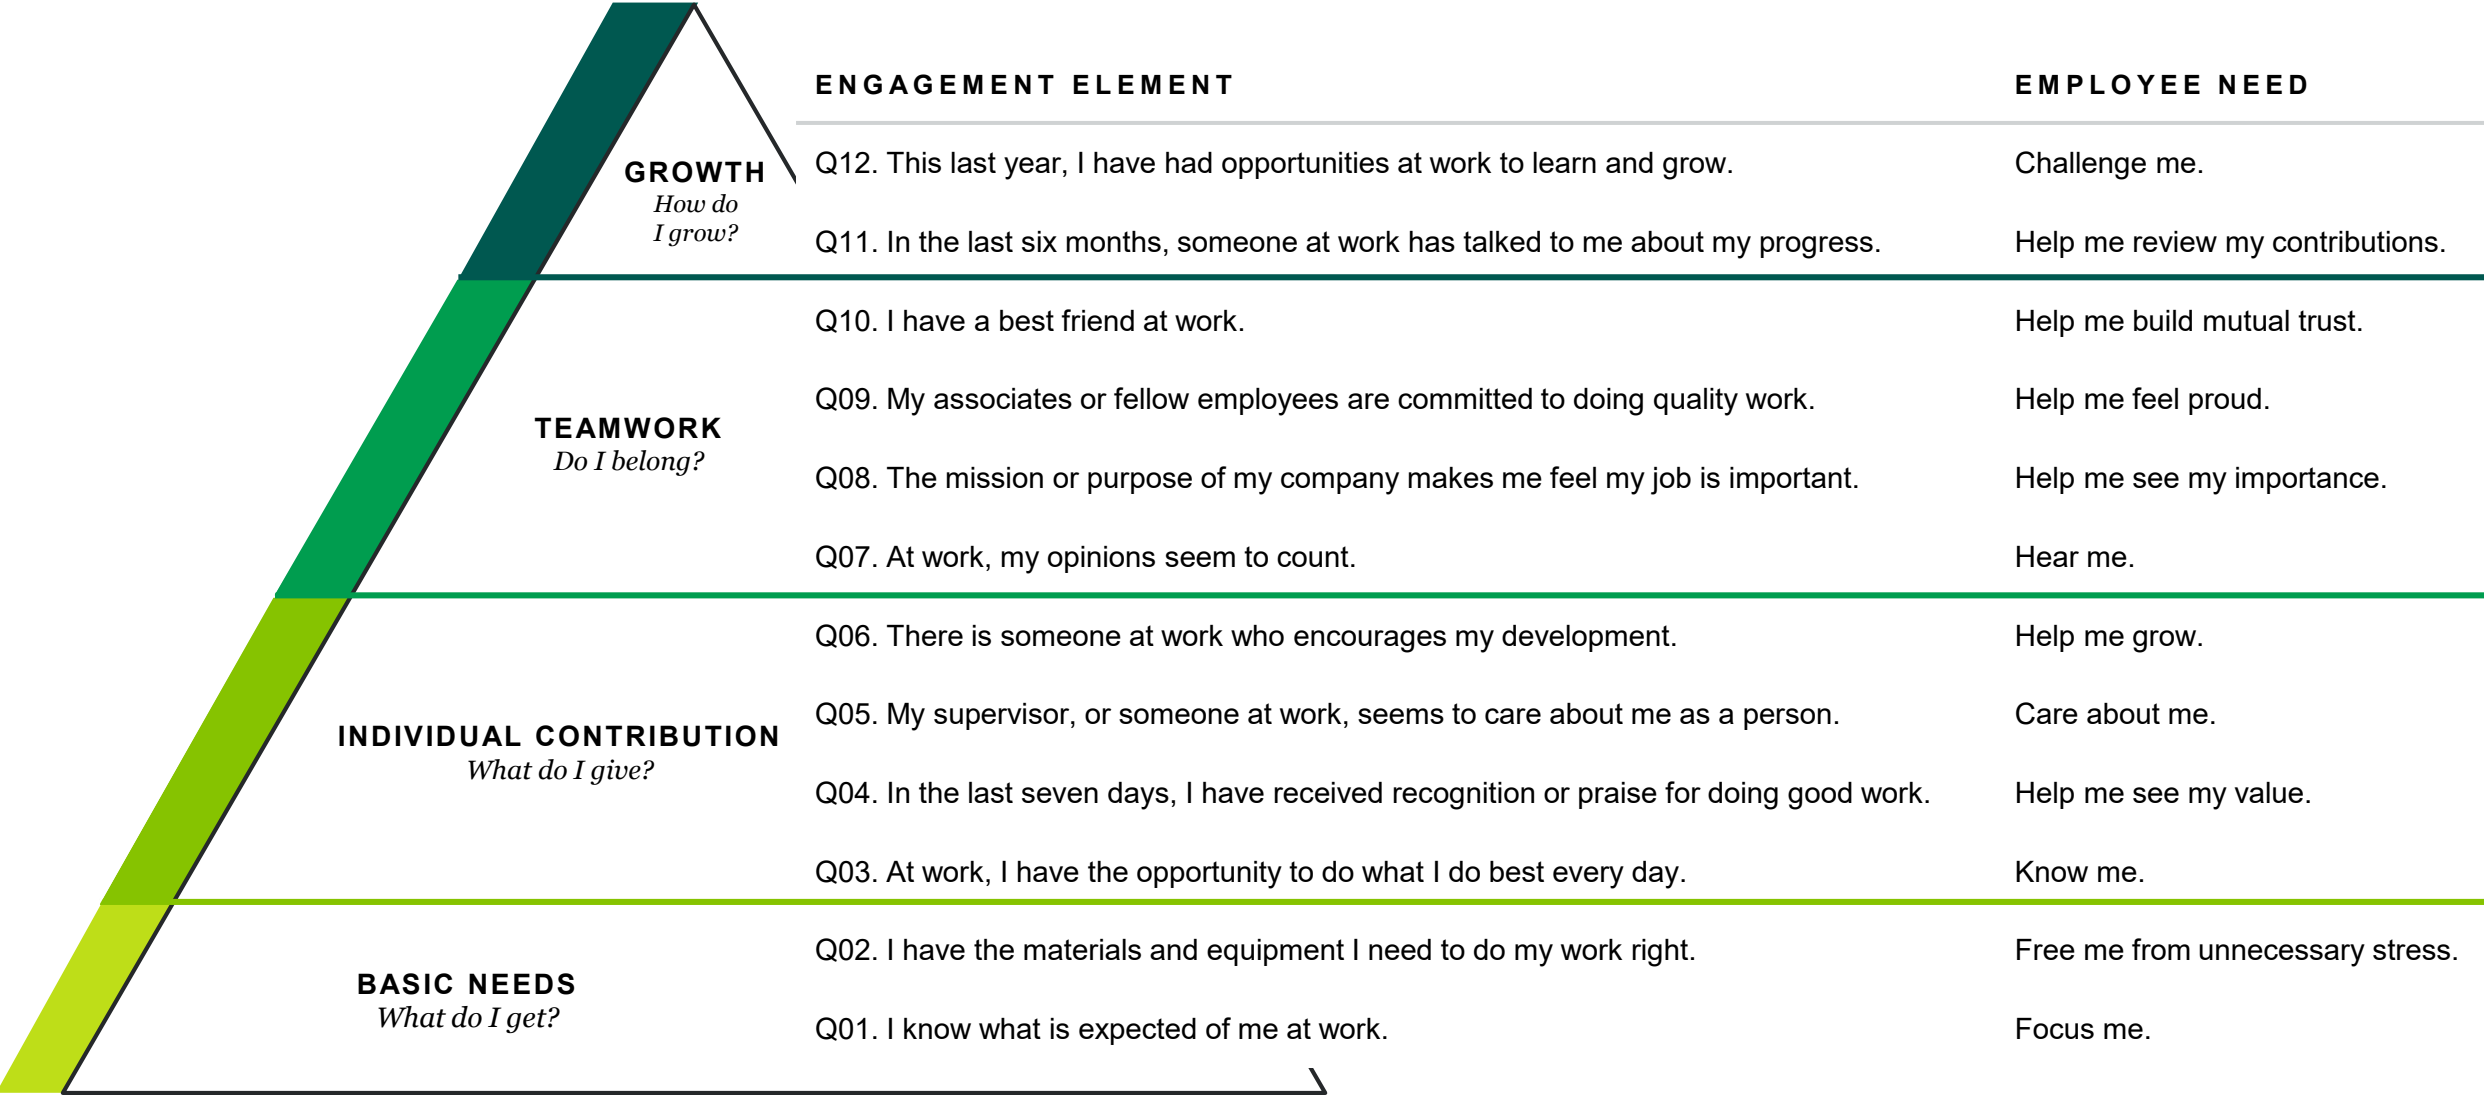 ENGAGEMENT ELEMENT EMPLOYEE NEED
GROWTH
How do
I grow?
Q12. This last year, I have had opportunities at work to learn and grow. Challenge me.
Q11. In the last six months, someone at work has talked to me about my progress. Help me review my contributions.
TEAMWORK
Do I belong?
Q10. I have a best friend at work. Help me build mutual trust.
Q09. My associates or fellow employees are committed to doing quality work. Help me feel proud.
Q08. The mission or purpose of my company makes me feel my job is important. Help me see my importance.
Q07. At work, my opinions seem to count. Hear me.
INDIVIDUAL CONTRIBUTION
What do I give?
Q06. There is someone at work who encourages my development. Help me grow.
Q05. My supervisor, or someone at work, seems to care about me as a person. Care about me.
Q04. In the last seven days, I have received recognition or praise for doing good work. Help me see my value.
Q03. At work, I have the opportunity to do what I do best every day. Know me.
BASIC NEEDS
What do I get?
Q02. I have the materials and equipment I need to do my work right. Free me from unnecessary stress.
Q01. I know what is expected of me at work. Focus me.